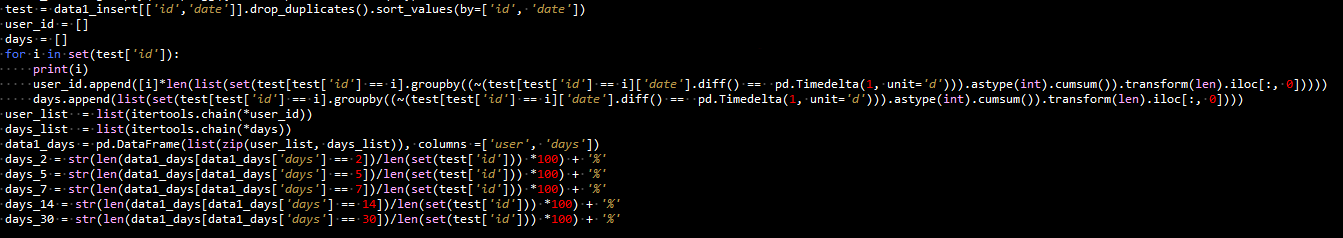 test = data1_insert[['id','date']].drop_duplicates().sort_values(by=['id', 'date'])
user_id = []
days = []
for i in set(test['id']):
    print(i)
    user_id.append([i]*len(list(set(test[test['id'] == i].groupby((~(test[test['id'] == i]['date'].diff() ==  pd.Timedelta(1, unit='d'))).astype(int).cumsum()).transform(len).iloc[:, 0]))))
    days.append(list(set(test[test['id'] == i].groupby((~(test[test['id'] == i]['date'].diff() ==  pd.Timedelta(1, unit='d'))).astype(int).cumsum()).transform(len).iloc[:, 0])))
user_list  = list(itertools.chain(*user_id))
days_list  = list(itertools.chain(*days))
data1_days = pd.DataFrame(list(zip(user_list, days_list)), columns =['user', 'days'])
days_2 = str(len(data1_days[data1_days['days'] == 2])/len(set(test['id'])) *100) + '%'
days_5 = str(len(data1_days[data1_days['days'] == 5])/len(set(test['id'])) *100) + '%'
days_7 = str(len(data1_days[data1_days['days'] == 7])/len(set(test['id'])) *100) + '%'
days_14 = str(len(data1_days[data1_days['days'] == 14])/len(set(test['id'])) *100) + '%'
days_30 = str(len(data1_days[data1_days['days'] == 30])/len(set(test['id'])) *100) + '%'